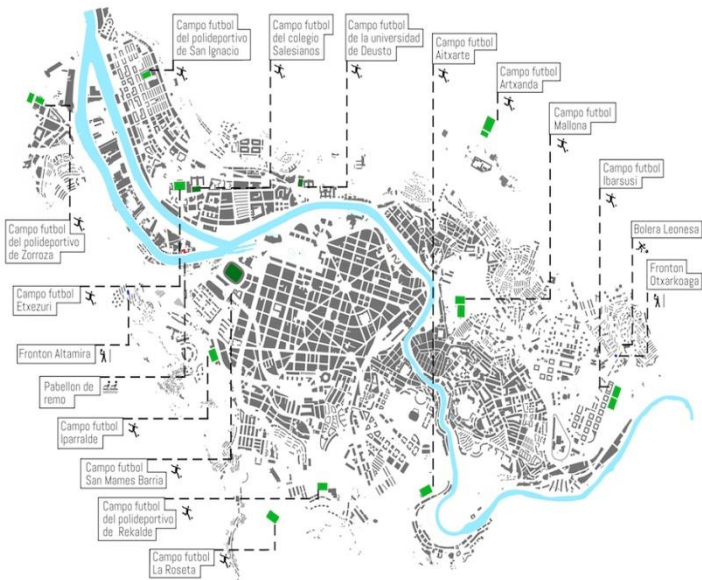 Campo futbol
del polideportivo
de San Ignacio
Campo futbol
del colegio
Salesianos
Campo futbol
de la universidad
de Deusto
Campo futbol
Aitxarte
Campo futbol
Artxanda
Campo futbol
Mallona
Campo futbol
Ibarsusi
Bolera Leonesa
Fronton
Otxarkoaga
Campo futbol
del polideportivo
de Zorroza
Campo futbol
Etxezuri
Fronton Altamira
Pabellon de
remo
Campo futbol
Iparralde
Campo futbol
San Mames Barria
Campo futbol
del polideportivo
de Rekalde
Campo futbol
La Roseta